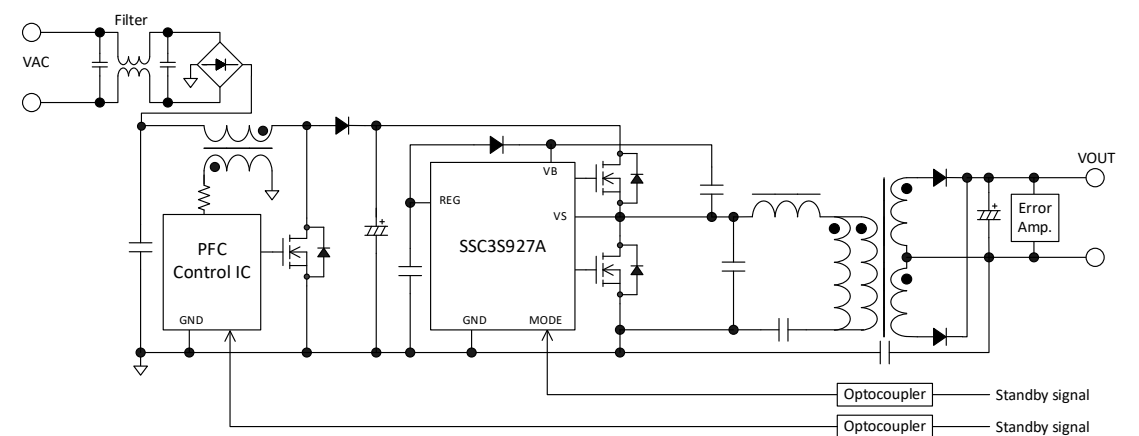 Filter
VAC
VOUT
VB
REG
VS
Error
Amp.
PFC
Control IC
SSC3S927A
GND
GND
MODE
Optocoupler
Standby signal
Optocoupler
Standby signal